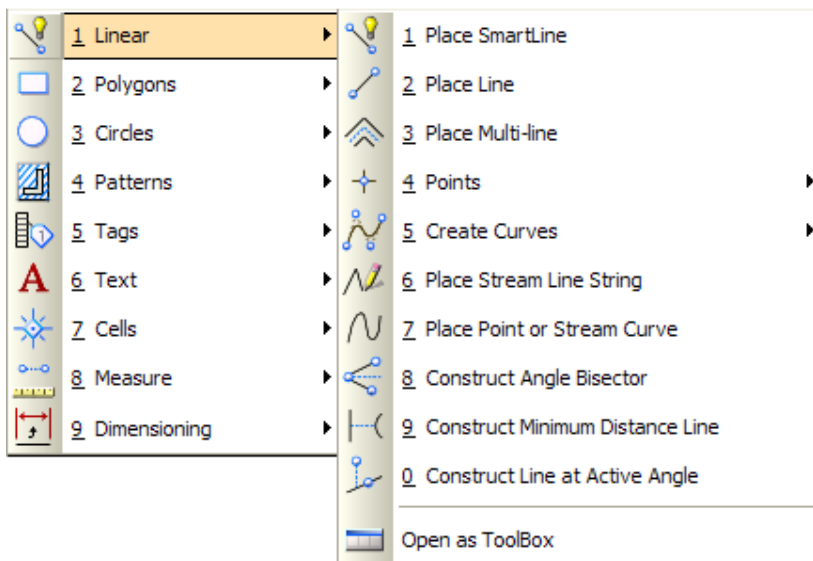 1 Linear
2 Polygons
3 Circles
4 Patterns
5 Tags
6 Text
7 Cells
8 Measure
9 Dimensioning
1 Place SmartLine
2 Place Line
3 Place Multi-line
4 Points
5 Create Curves
6 Place Stream Line String
7 Place Point or Stream Curve
8 Construct Angle Bisector
9 Construct Minimum Distance Line
0 Construct Line at Active Angle
Open as ToolBox